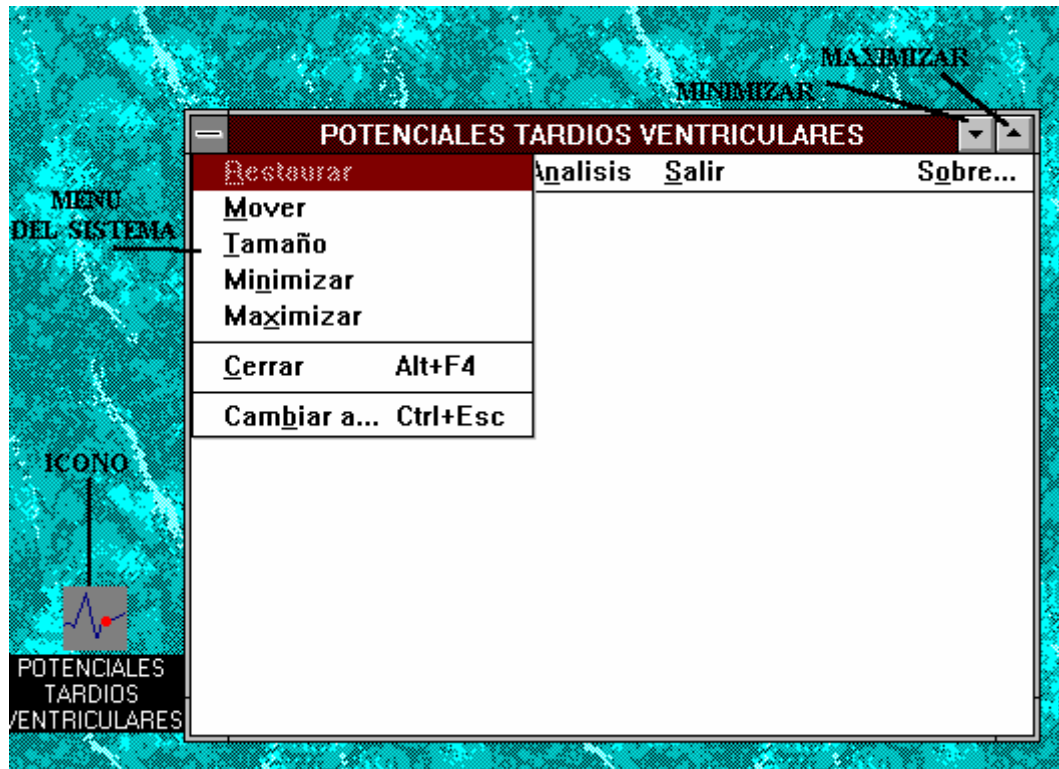 MAXIMIZAR
MINIMIZAR
POTENCIALES TARDIOS VENTRICULARES
Restaurar
Analisis Salir Sobre...
MENU
DEL SISTEMA
Mover
Tamaño
Minimizar
Maximizar
Cerrar Alt+F4
Cambiar a... Ctrl+Esc
ICONO
POTENCIALES
TARDIOS
VENTRICULARES